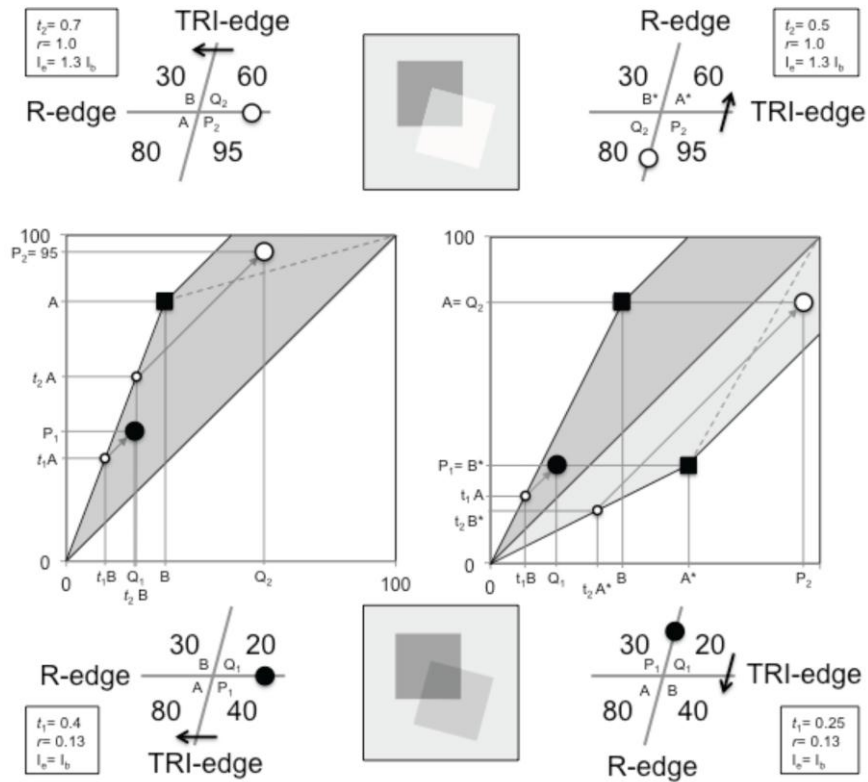 t₂= 0.7
r= 1.0
Iₑ= 1.3 I_b
TRI-edge
30 60
B Q₂
R-edge
A P₂
80 95
R-edge
30 60
B* A*
Q₂ P₂
TRI-edge
80 95
t₂= 0.5
r= 1.0
Iₑ= 1.3 I_b
100
P₂= 95
A
t₂ A
P₁
t₁A
0
0
t₁B
Q₁
t₂ B
B
Q₂
100
100
A= Q₂
P₁= B*
t₁ A
t₂ B*
0
0
t₁B
Q₁
t₂ A*
B
A*
P₂
30 20
B Q₁
R-edge
A P₁
80 40
TRI-edge
t₁= 0.4
r= 0.13
Iₑ= I_b
30 20
P₁ Q₁
TRI-edge
A B
80 40
R-edge
t₁= 0.25
r= 0.13
Iₑ= I_b